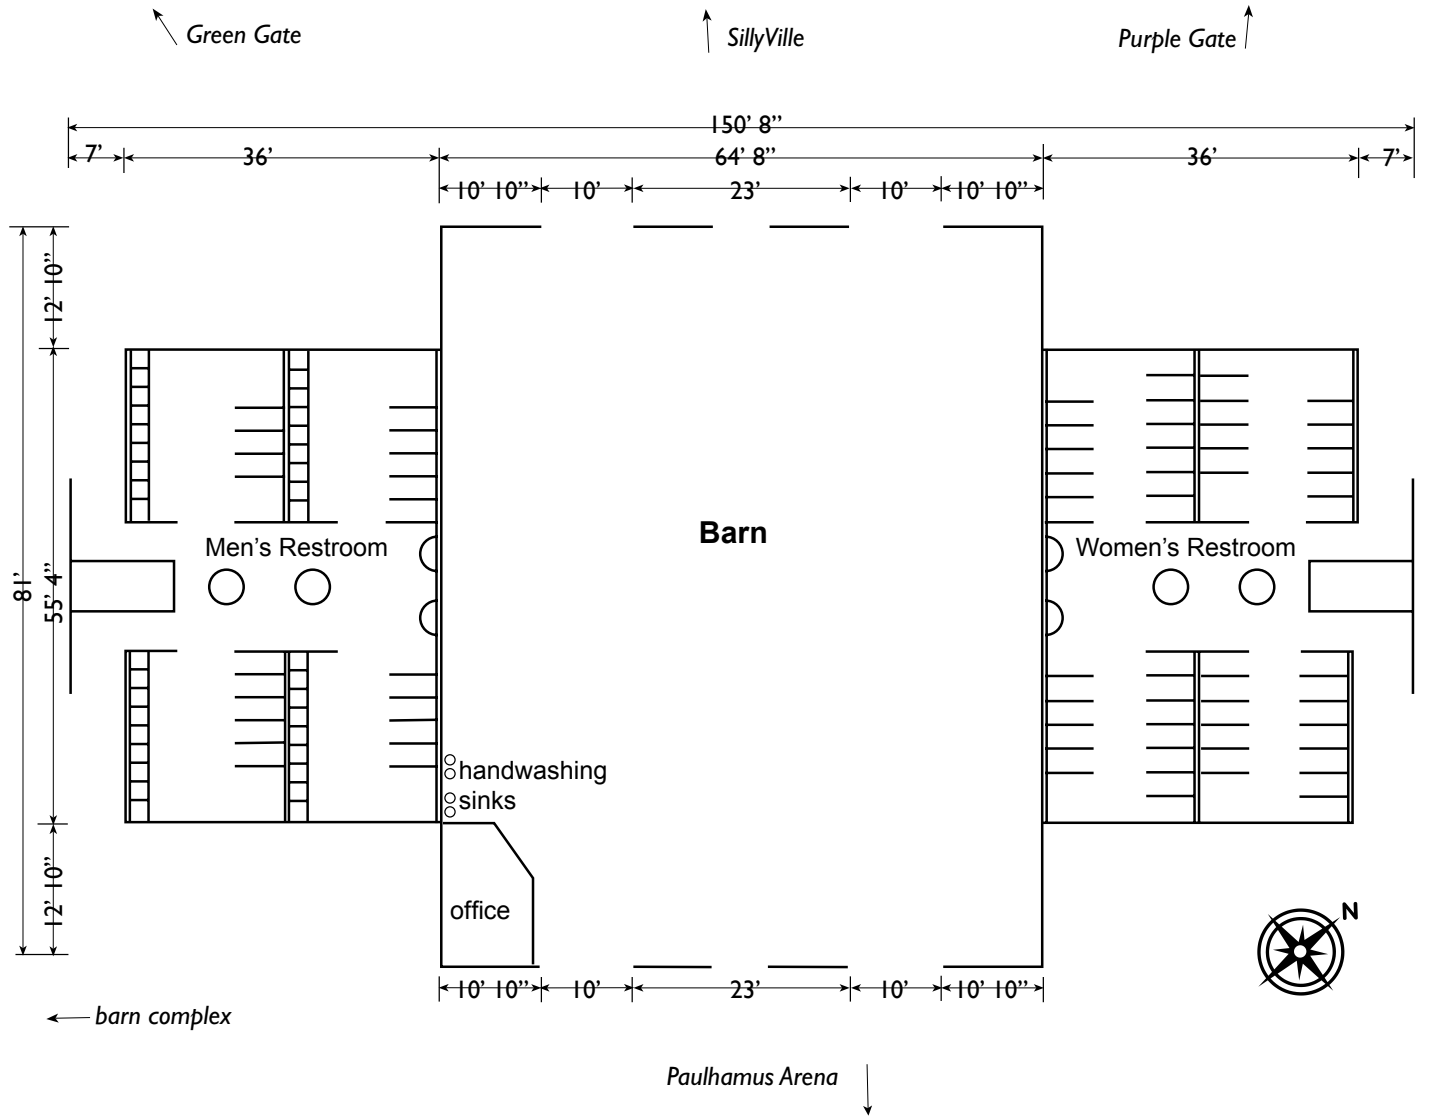 Green Gate
SillyVille
Purple Gate
150’ 8”
7’
36’
64’ 8”
36’
7’
10’ 10”
10’
23’
10’
10’ 10”
12’ 10”
81’
55’ 4”
12’ 10”
Men’s Restroom
Barn
Women’s Restroom
handwashing
sinks
office
N
10’ 10”
10’
23’
10’
10’ 10”
barn complex
Paulhamus Arena